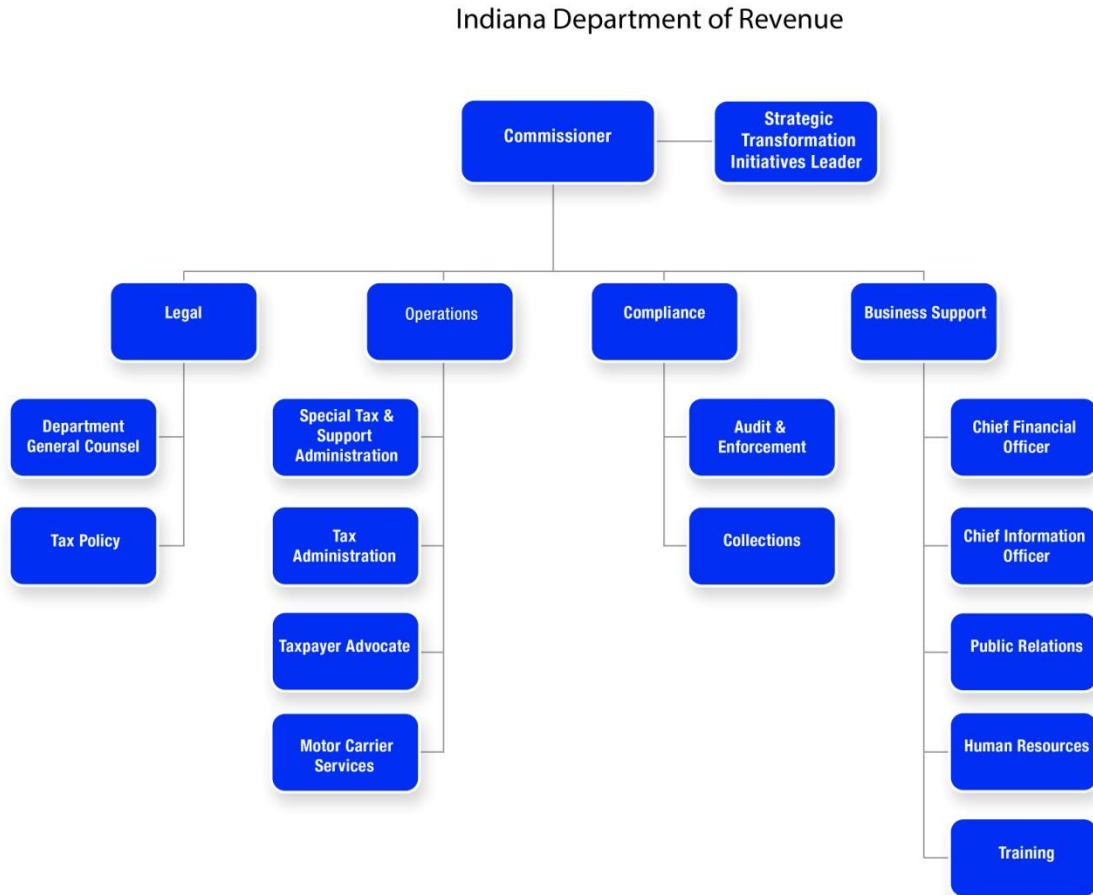 Indiana Department of Revenue
Commissioner
Strategic
Transformation
Initiatives Leader
Legal
Operations
Compliance
Business Support
Department
General Counsel
Tax Policy
Special Tax &
Support
Administration
Tax
Administration
Taxpayer Advocate
Motor Carrier
Services
Audit &
Enforcement
Collections
Chief Financial
Officer
Chief Information
Officer
Public Relations
Human Resources
Training